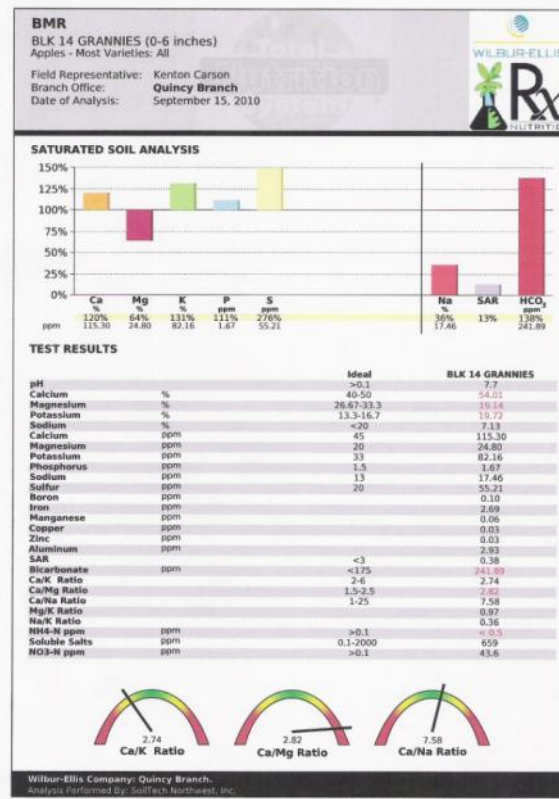 BMR
BLK 14 GRANNIES (0-6 inches)
Apples - Most Varieties: All
Field Representative: Kenton Carson
Branch Office: Quincy Branch
Date of Analysis: September 15, 2010
WILBUR-ELLIS
Rx
NUTRITION
SATURATED SOIL ANALYSIS
150%
125%
100%
75%
50%
25%
0%
Ca Mg K P S Na SAR HCO3
% % % ppm ppm % ppm
120% 64% 131% 111% 276% 36% 13% 138%
ppm 115.30 24.80 82.16 1.67 55.21 17.46 241.89
TEST RESULTS
Ideal BLK 14 GRANNIES
pH >0.1 7.7
Calcium % 40-50 54.01
Magnesium % 26.67-33.3 19.14
Potassium % 13.3-16.7 19.72
Sodium % <20 7.13
Calcium ppm 45 115.30
Magnesium ppm 20 24.80
Potassium ppm 33 82.16
Phosphorus ppm 1.5 1.67
Sodium ppm 13 17.46
Sulfur ppm 20 55.21
Boron ppm 0.10
Iron ppm 2.69
Manganese ppm 0.06
Copper ppm 0.03
Zinc ppm 0.03
Aluminum ppm 2.93
SAR <3 0.38
Bicarbonate ppm <175 241.89
Ca/K Ratio 2-6 2.74
Ca/Mg Ratio 1.5-2.5 2.82
Ca/Na Ratio 1-25 7.58
Mg/K Ratio 0.97
Na/K Ratio 0.36
NH4-N ppm ppm >0.1 < 0.5
Soluble Salts ppm 0.1-2000 659
NO3-N ppm ppm >0.1 43.6
2.74 2.82 7.58
Ca/K Ratio Ca/Mg Ratio Ca/Na Ratio
Wilbur-Ellis Company: Quincy Branch.
Analysis Performed By: SoilTech Northwest, Inc.